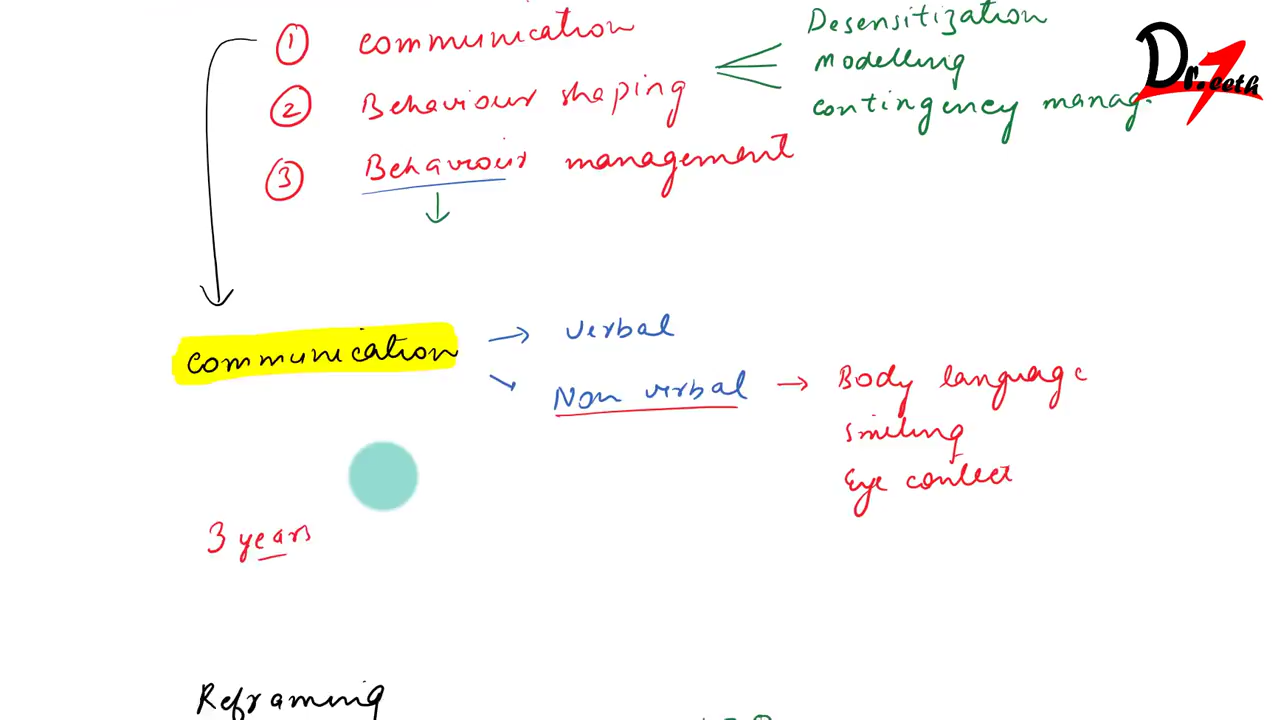 ① communication
② Behaviour shaping
③ Behaviour management
Desensitization
Modelling
contingency manag.
Dr. eeth
communication → verbal
Non verbal → Body language
Smiling
Eye contact
3 years
Reframing